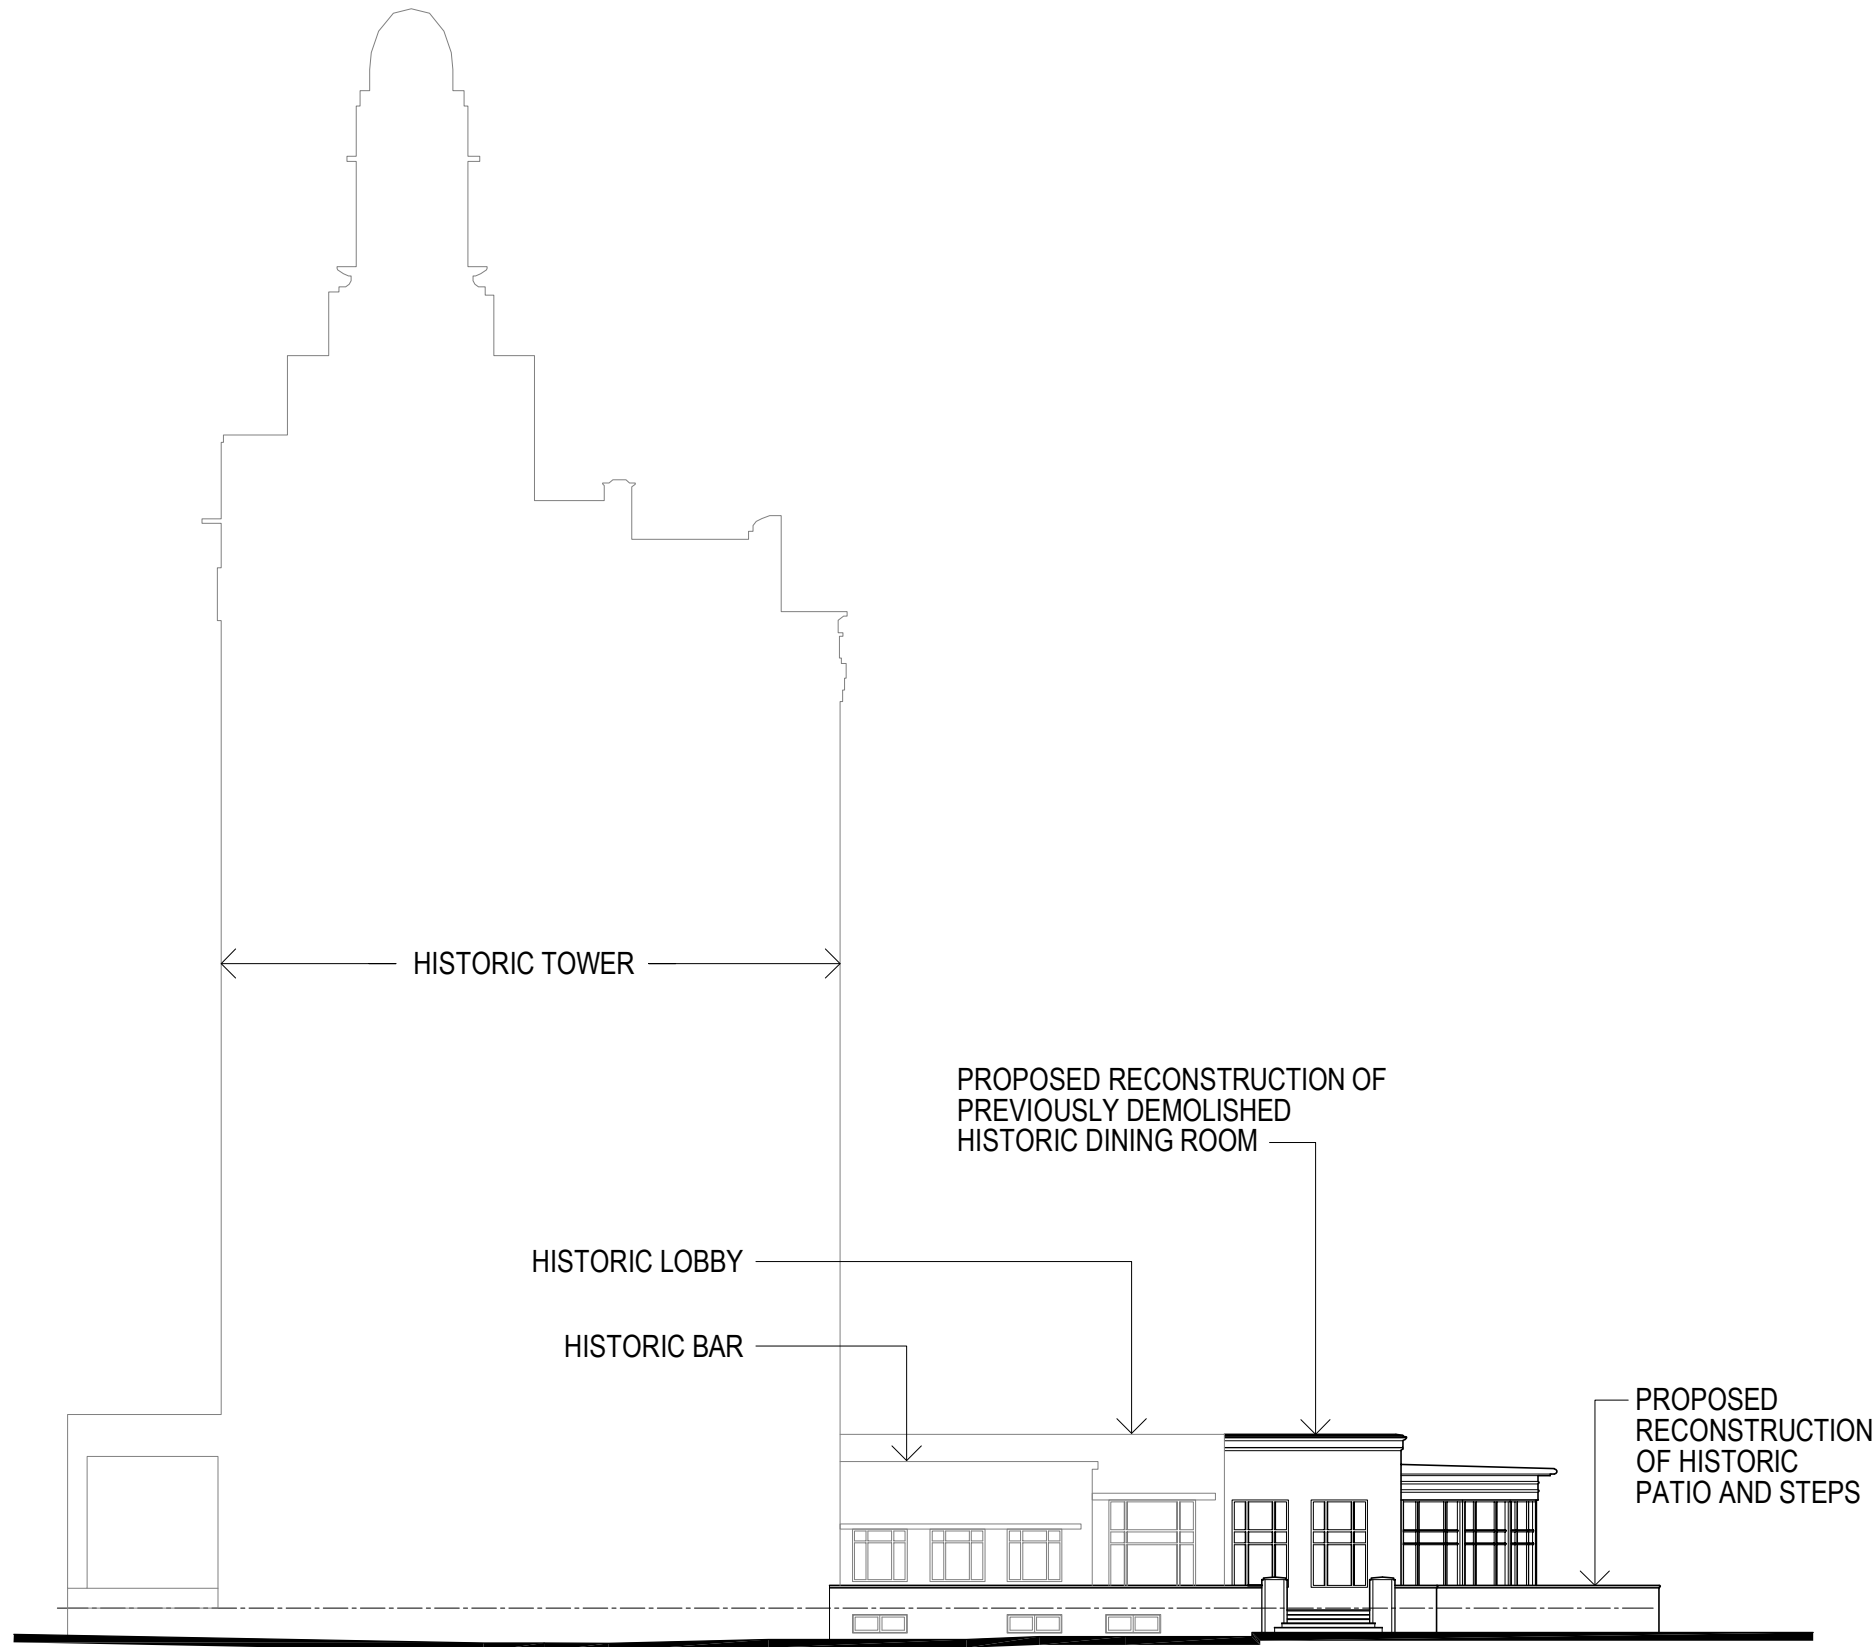 HISTORIC TOWER
PROPOSED RECONSTRUCTION OF
PREVIOUSLY DEMOLISHED
HISTORIC DINING ROOM
HISTORIC LOBBY
HISTORIC BAR
PROPOSED
RECONSTRUCTION
OF HISTORIC
PATIO AND STEPS